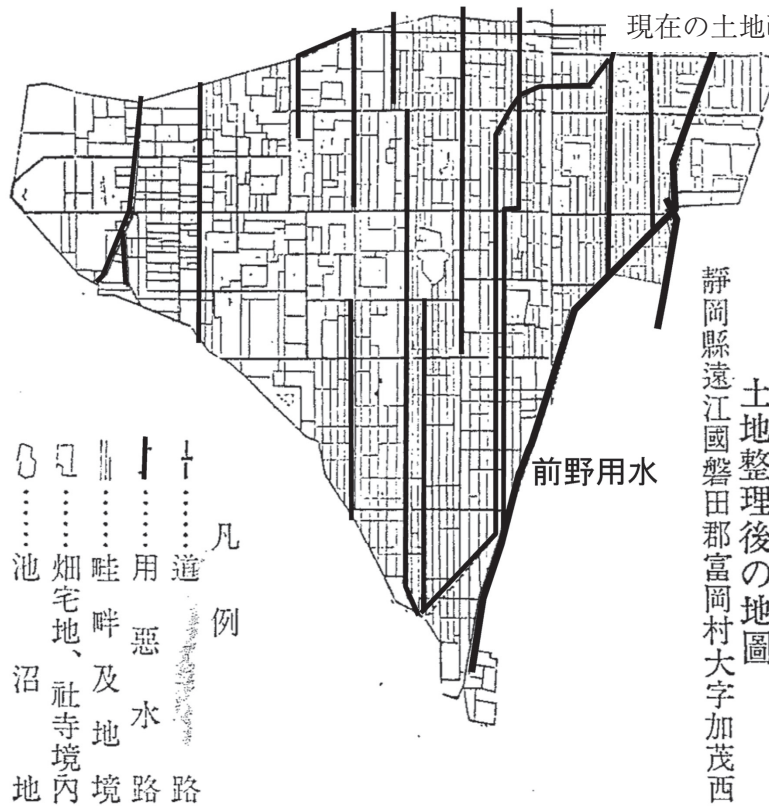 現在の土地
土地整理後の地圖
靜岡縣遠江國磐田郡富岡村大字加茂西
前野用水
凡例
道路
用惡水路
畦畔及地境
畑宅地、社寺境内
池沼地